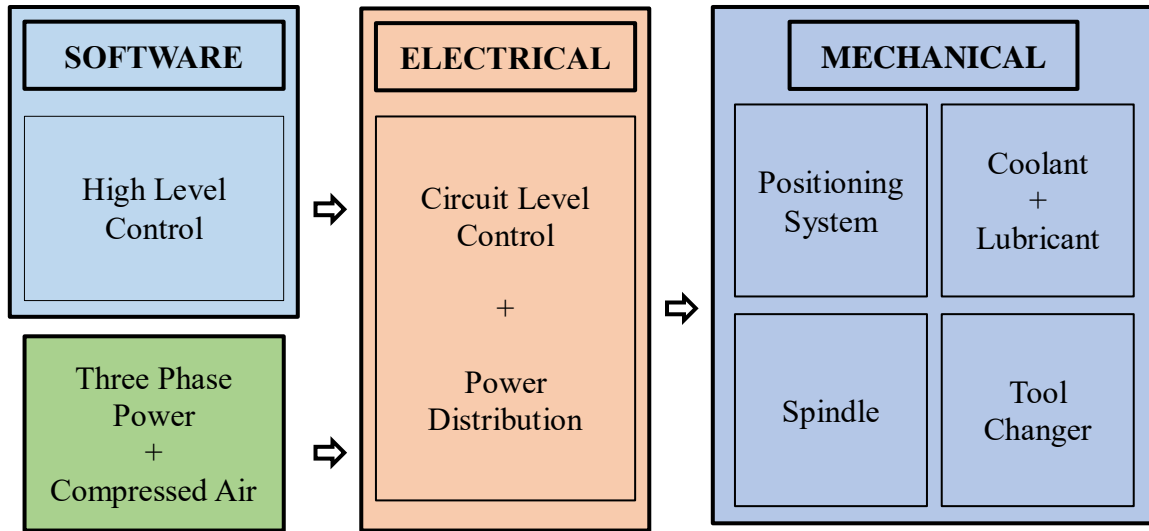 SOFTWARE
High Level
Control
Three Phase
Power
+
Compressed Air
ELECTRICAL
Circuit Level
Control
+
Power
Distribution
MECHANICAL
Positioning
System
Coolant
+
Lubricant
Spindle
Tool
Changer